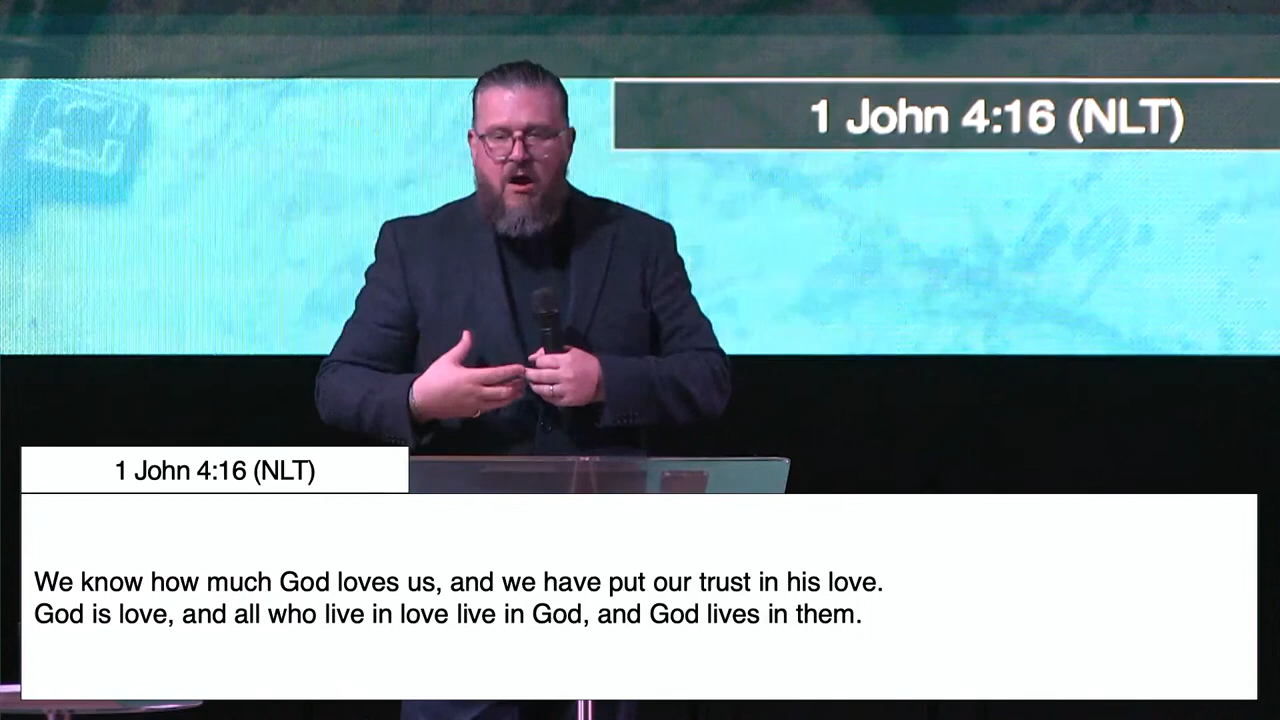 1 John 4:16 (NLT)
1 John 4:16 (NLT)
We know how much God loves us, and we have put our trust in his love.
God is love, and all who live in love live in God, and God lives in them.